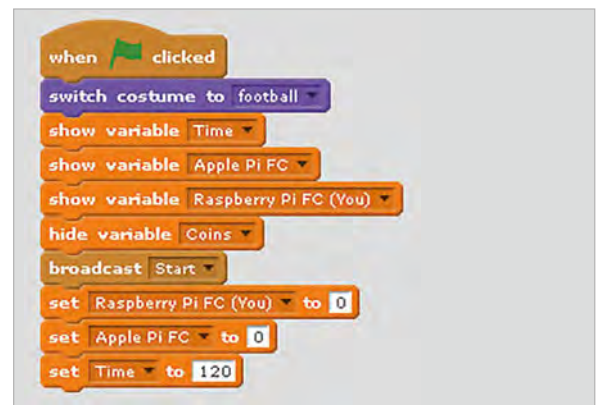 when clicked
switch costume to football
show variable Time
show variable Apple Pi FC
show variable Raspberry Pi FC (You)
hide variable Coins
broadcast Start
set Raspberry Pi FC (You) to 0
set Apple Pi FC to 0
set Time to 120